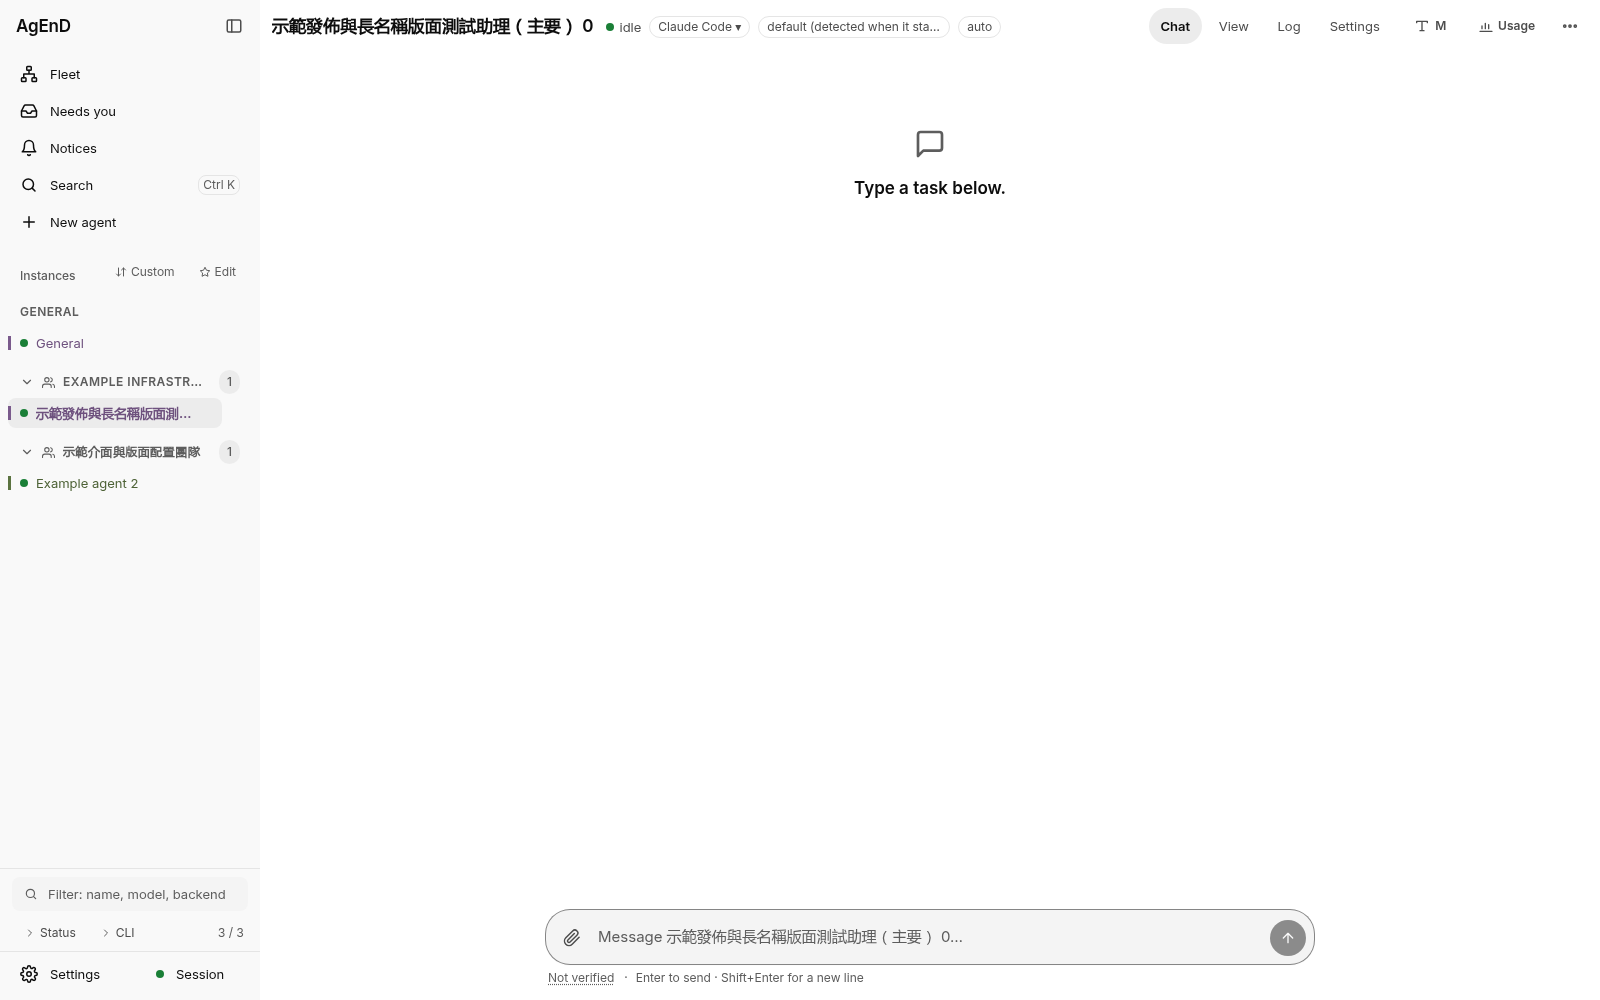 AgEnD
Fleet
Needs you
Notices
Search Ctrl K
New agent
Instances Custom Edit
GENERAL
General
EXAMPLE INFRASTR... 1
示範發佈與長名稱版面測...
示範介面與版面配置團隊 1
Example agent 2
Filter: name, model, backend
Status CLI 3 / 3
Settings Session
示範發佈與長名稱版面測試助理（主要）0 idle Claude Code ▾ default (detected when it sta... auto
Chat View Log Settings T M Usage •••
Type a task below.
Message 示範發佈與長名稱版面測試助理（主要）0...
Not verified · Enter to send · Shift+Enter for a new line